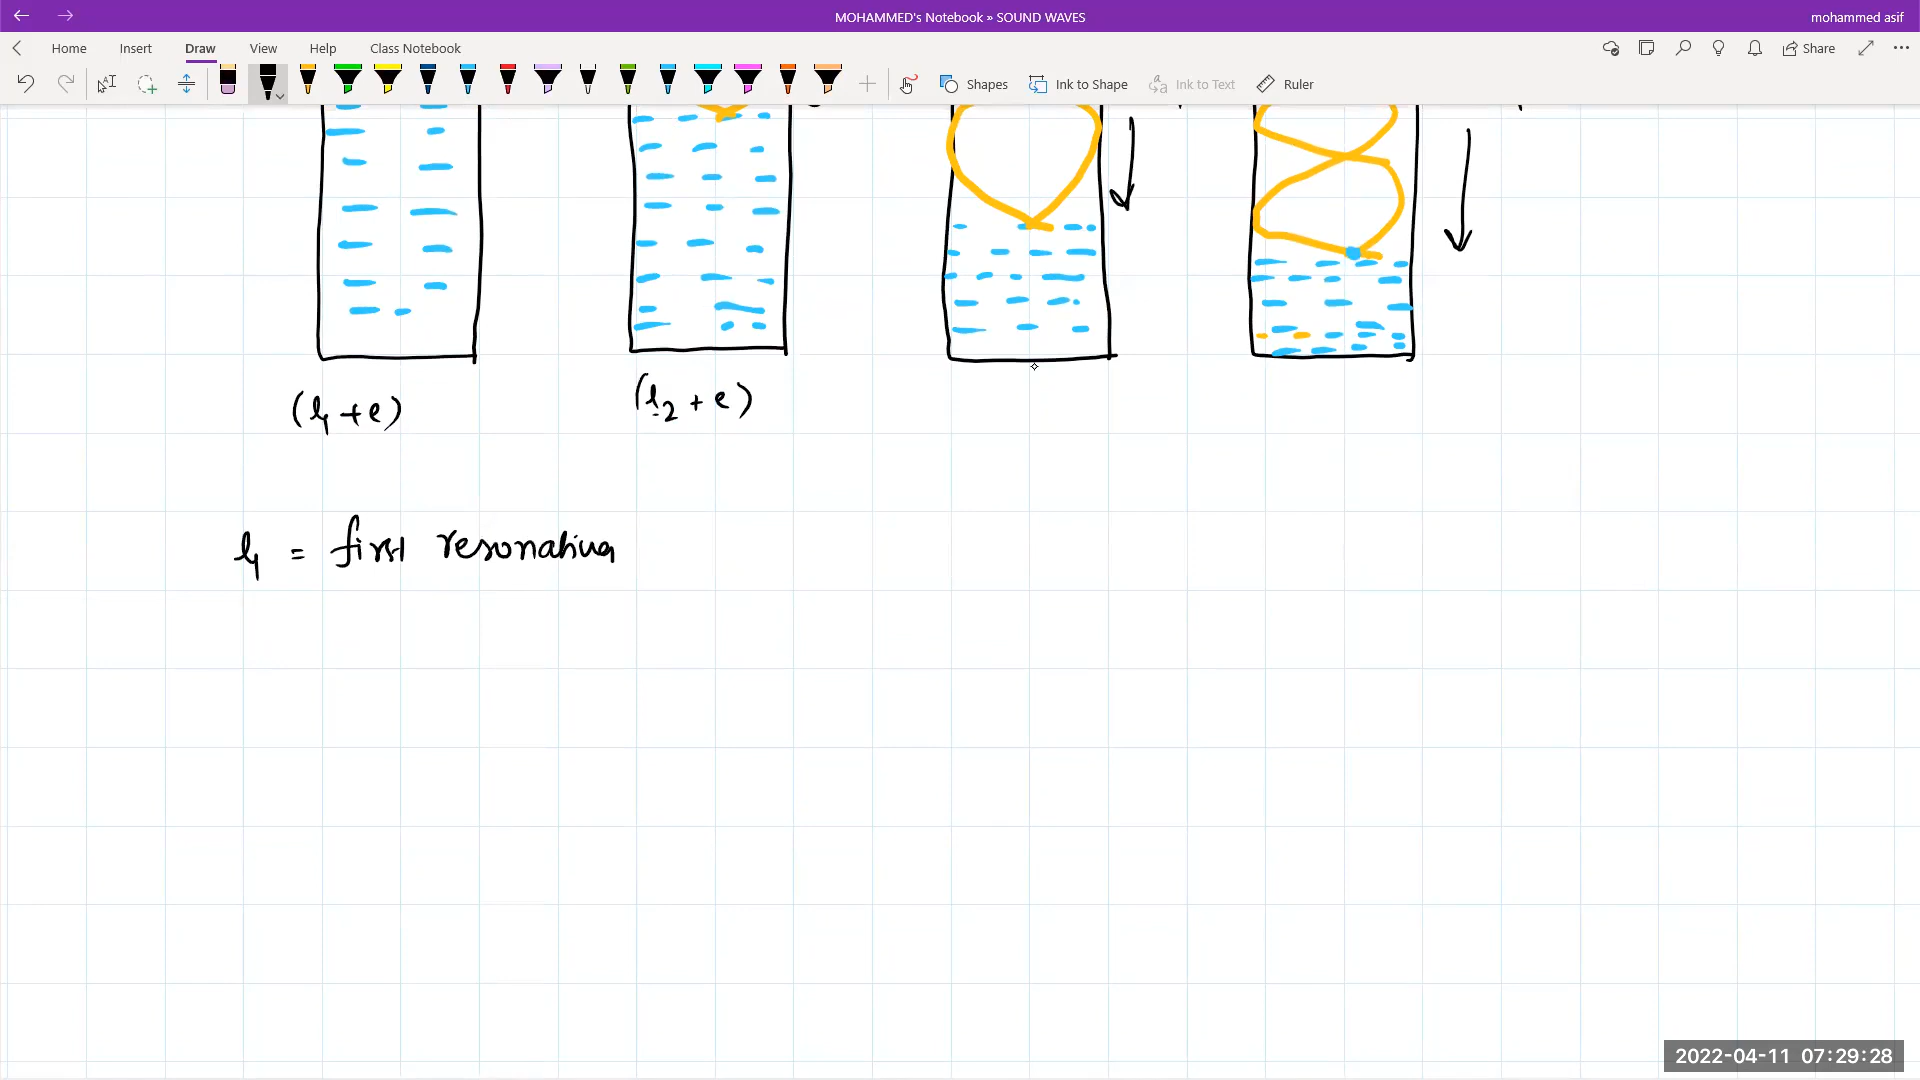 MOHAMMED's Notebook » SOUND WAVES
mohammed asif
Home Insert Draw View Help Class Notebook
Share
Shapes Ink to Shape Ink to Text Ruler
(l1 + e)
(l2 + e)
l1 = first resonating
2022-04-11 07:29:28